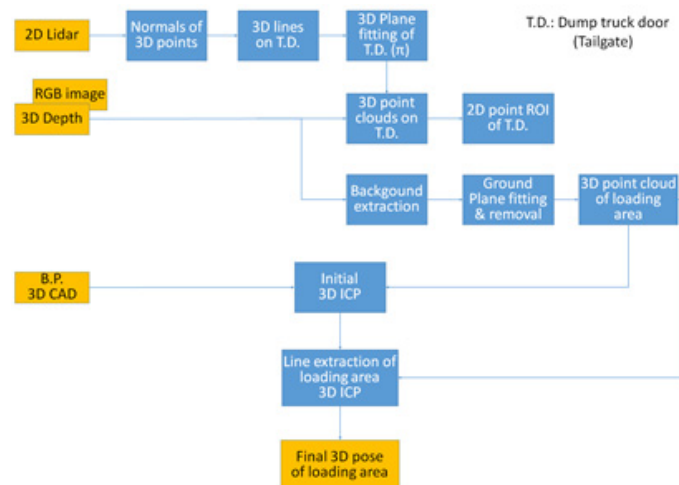 2D Lidar
Normals of
3D points
3D lines
on T.D.
3D Plane
fitting of
T.D. (π)
T.D.: Dump truck door
(Tailgate)
RGB image
3D Depth
3D point
clouds on
T.D.
2D point ROI
of T.D.
Backgound
extraction
Ground
Plane fitting
& removal
3D point cloud
of loading
area
B.P.
3D CAD
Initial
3D ICP
Line extraction of
loading area
3D ICP
Final 3D pose
of loading area